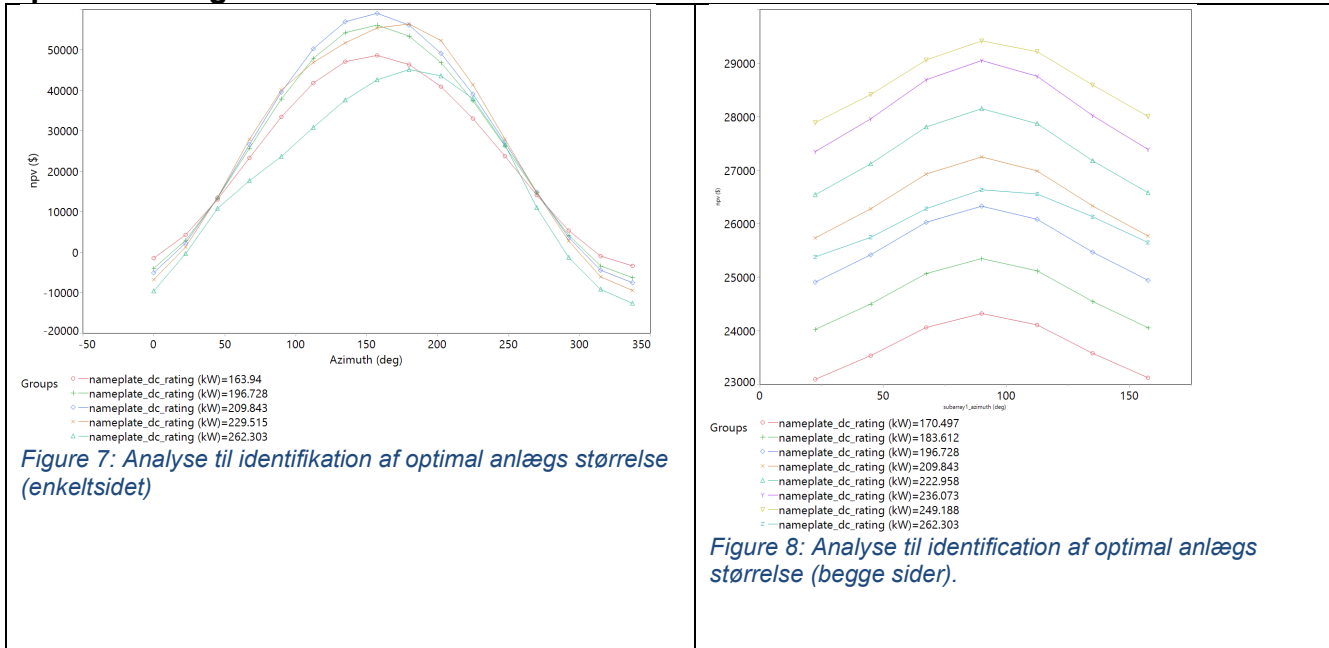 60000
50000
40000
30000
20000
10000
0
-10000
-20000
npv ($)
-50
0
50
100
150
200
250
300
350
Azimuth (deg)
Groups
nameplate_dc_rating (kW)=163.94
nameplate_dc_rating (kW)=196.728
nameplate_dc_rating (kW)=209.843
nameplate_dc_rating (kW)=229.515
nameplate_dc_rating (kW)=262.303
Figure 7: Analyse til identifikation af optimal anlægs størrelse
(enkeltsidet)
29000
28000
27000
26000
25000
24000
23000
npv ($)
0
50
100
150
subarray1_azimuth (deg)
Groups
nameplate_dc_rating (kW)=170.497
nameplate_dc_rating (kW)=183.612
nameplate_dc_rating (kW)=196.728
nameplate_dc_rating (kW)=209.843
nameplate_dc_rating (kW)=222.958
nameplate_dc_rating (kW)=236.073
nameplate_dc_rating (kW)=249.188
nameplate_dc_rating (kW)=262.303
Figure 8: Analyse til identification af optimal anlægs
størrelse (begge sider).